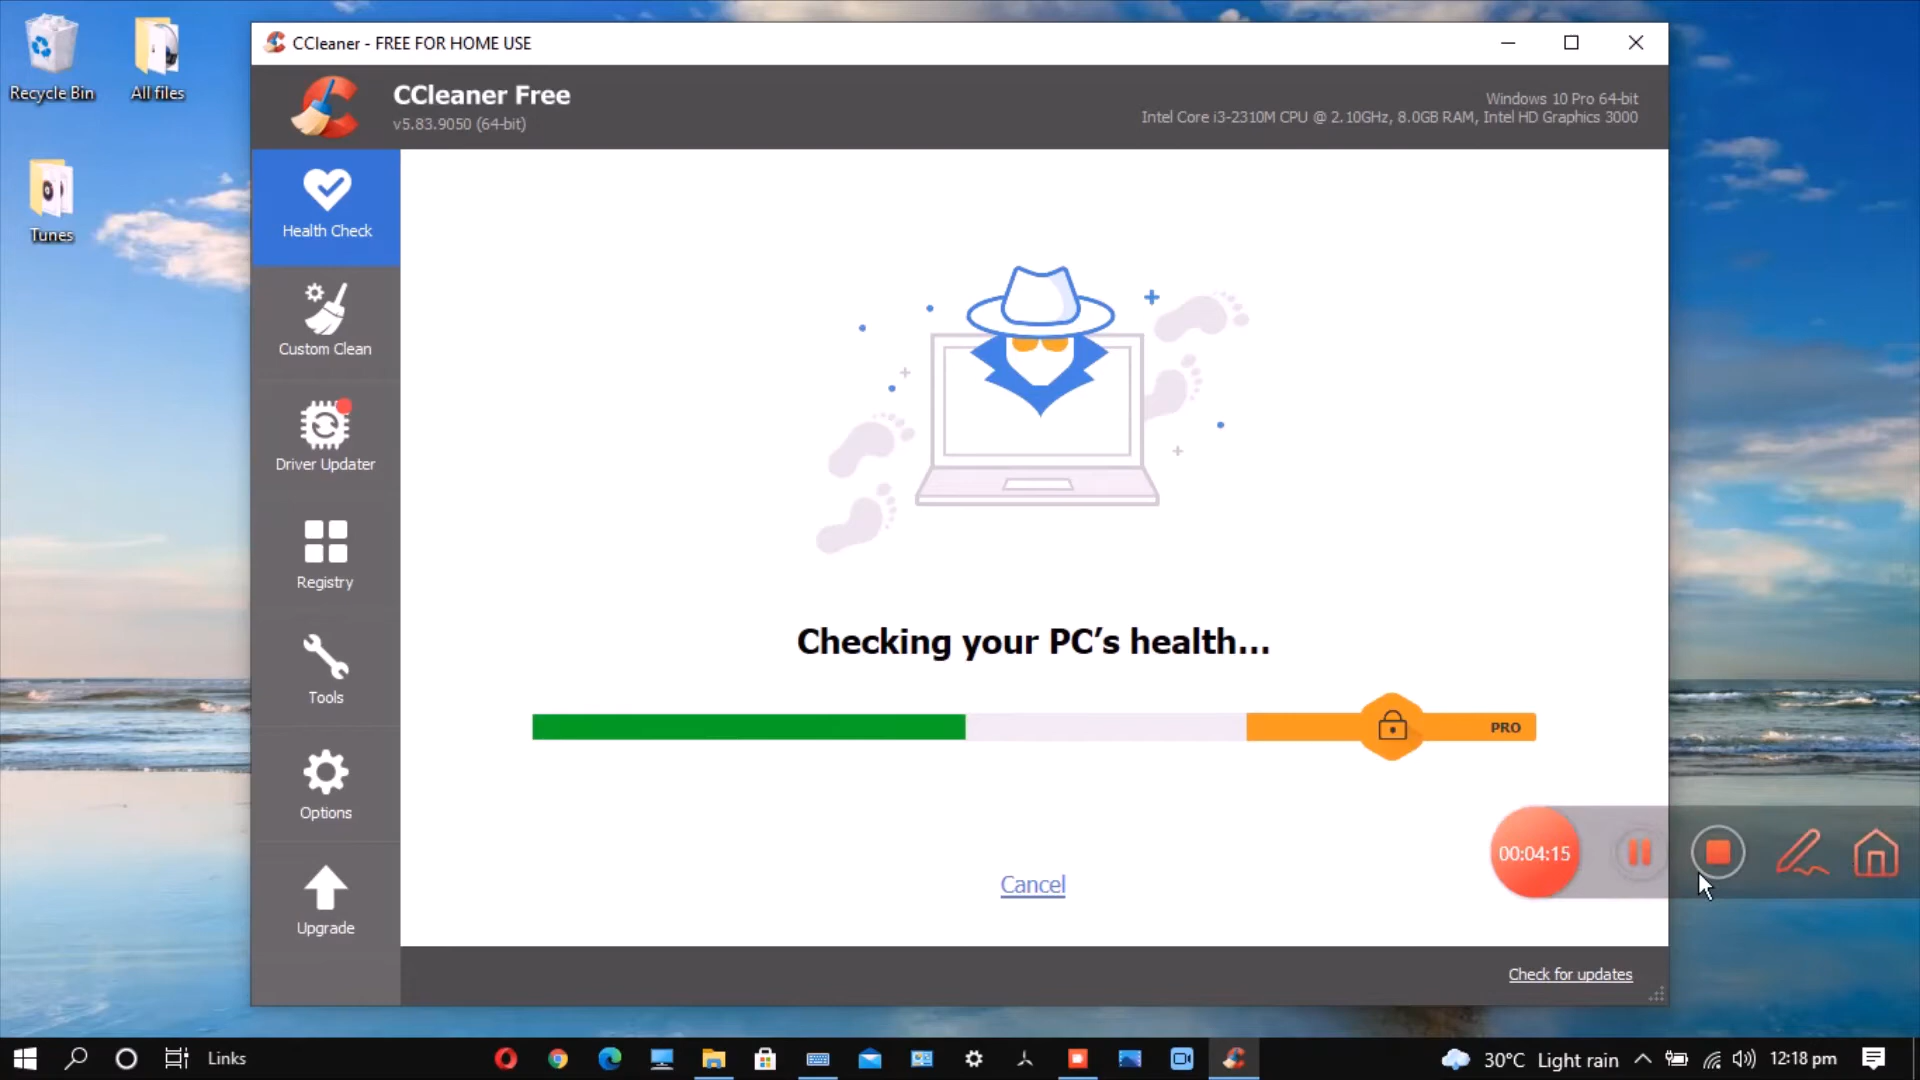 Recycle Bin
All files
Tunes
CCleaner - FREE FOR HOME USE
CCleaner Free
v5.83.9050 (64-bit)
Windows 10 Pro 64-bit
Intel Core i3-2310M CPU @ 2.10GHz, 8.0GB RAM, Intel HD Graphics 3000
Health Check
Custom Clean
Driver Updater
Registry
Tools
Options
Upgrade
Checking your PC’s health...
PRO
Cancel
00:04:15
Check for updates
Links
30°C Light rain
12:18 pm